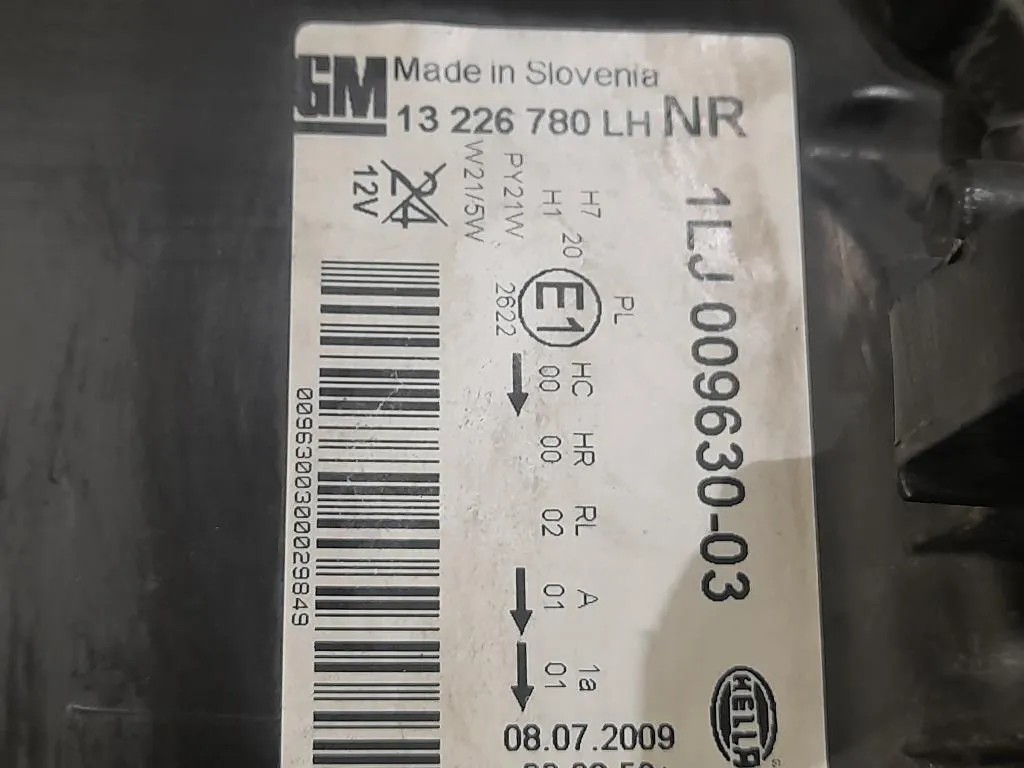 GM
Made in Slovenia
13 226 780 LH NR
1LJ 009630-03
PL
H7
H1
PY21W
W21/5W
24
12V
20
E1
2622
HC HR RL A 1a
00 00 02 01 01
009630300029849
08.07.2009
HELLA